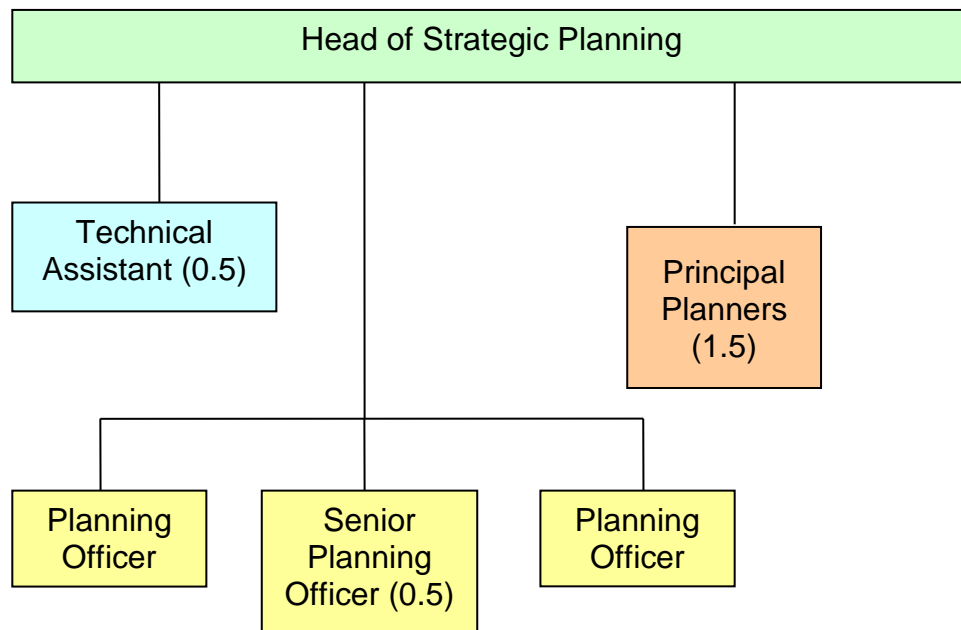 Head of Strategic Planning
Technical
Assistant (0.5)
Principal
Planners
(1.5)
Planning
Officer
Senior
Planning
Officer (0.5)
Planning
Officer